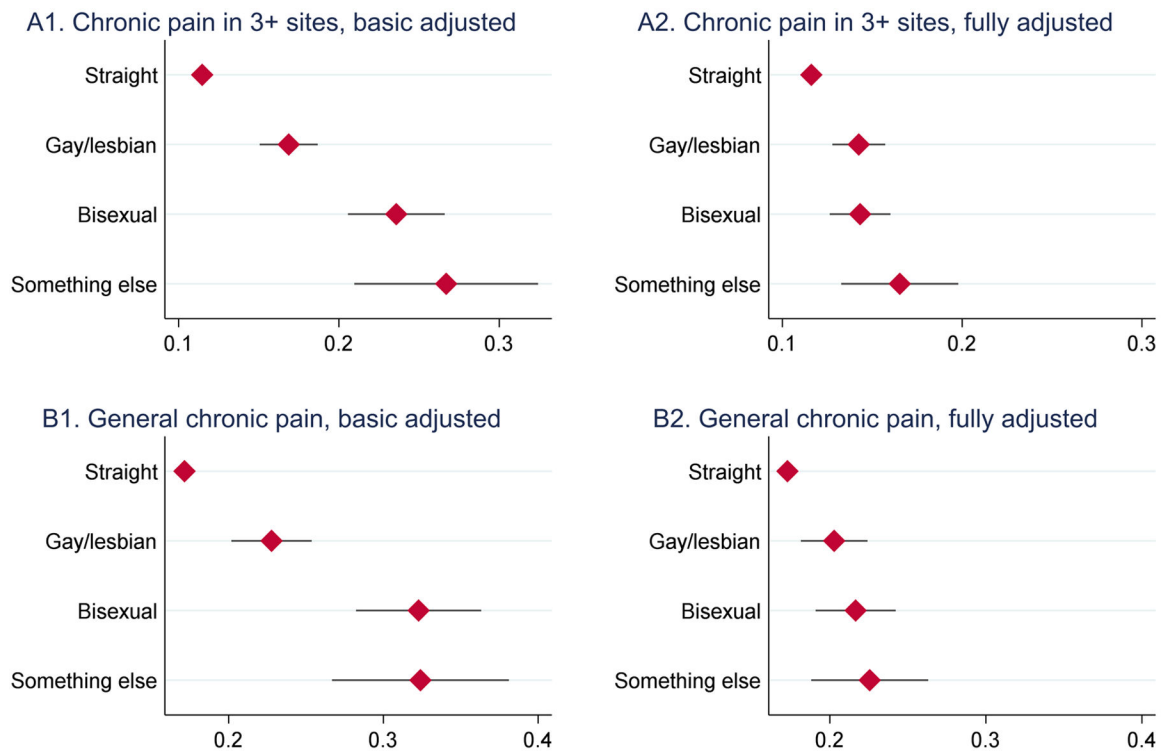 A1. Chronic pain in 3+ sites, basic adjusted
Straight
Gay/lesbian
Bisexual
Something else
0.1 0.2 0.3
A2. Chronic pain in 3+ sites, fully adjusted
Straight
Gay/lesbian
Bisexual
Something else
0.1 0.2 0.3
B1. General chronic pain, basic adjusted
Straight
Gay/lesbian
Bisexual
Something else
0.2 0.3 0.4
B2. General chronic pain, fully adjusted
Straight
Gay/lesbian
Bisexual
Something else
0.2 0.3 0.4